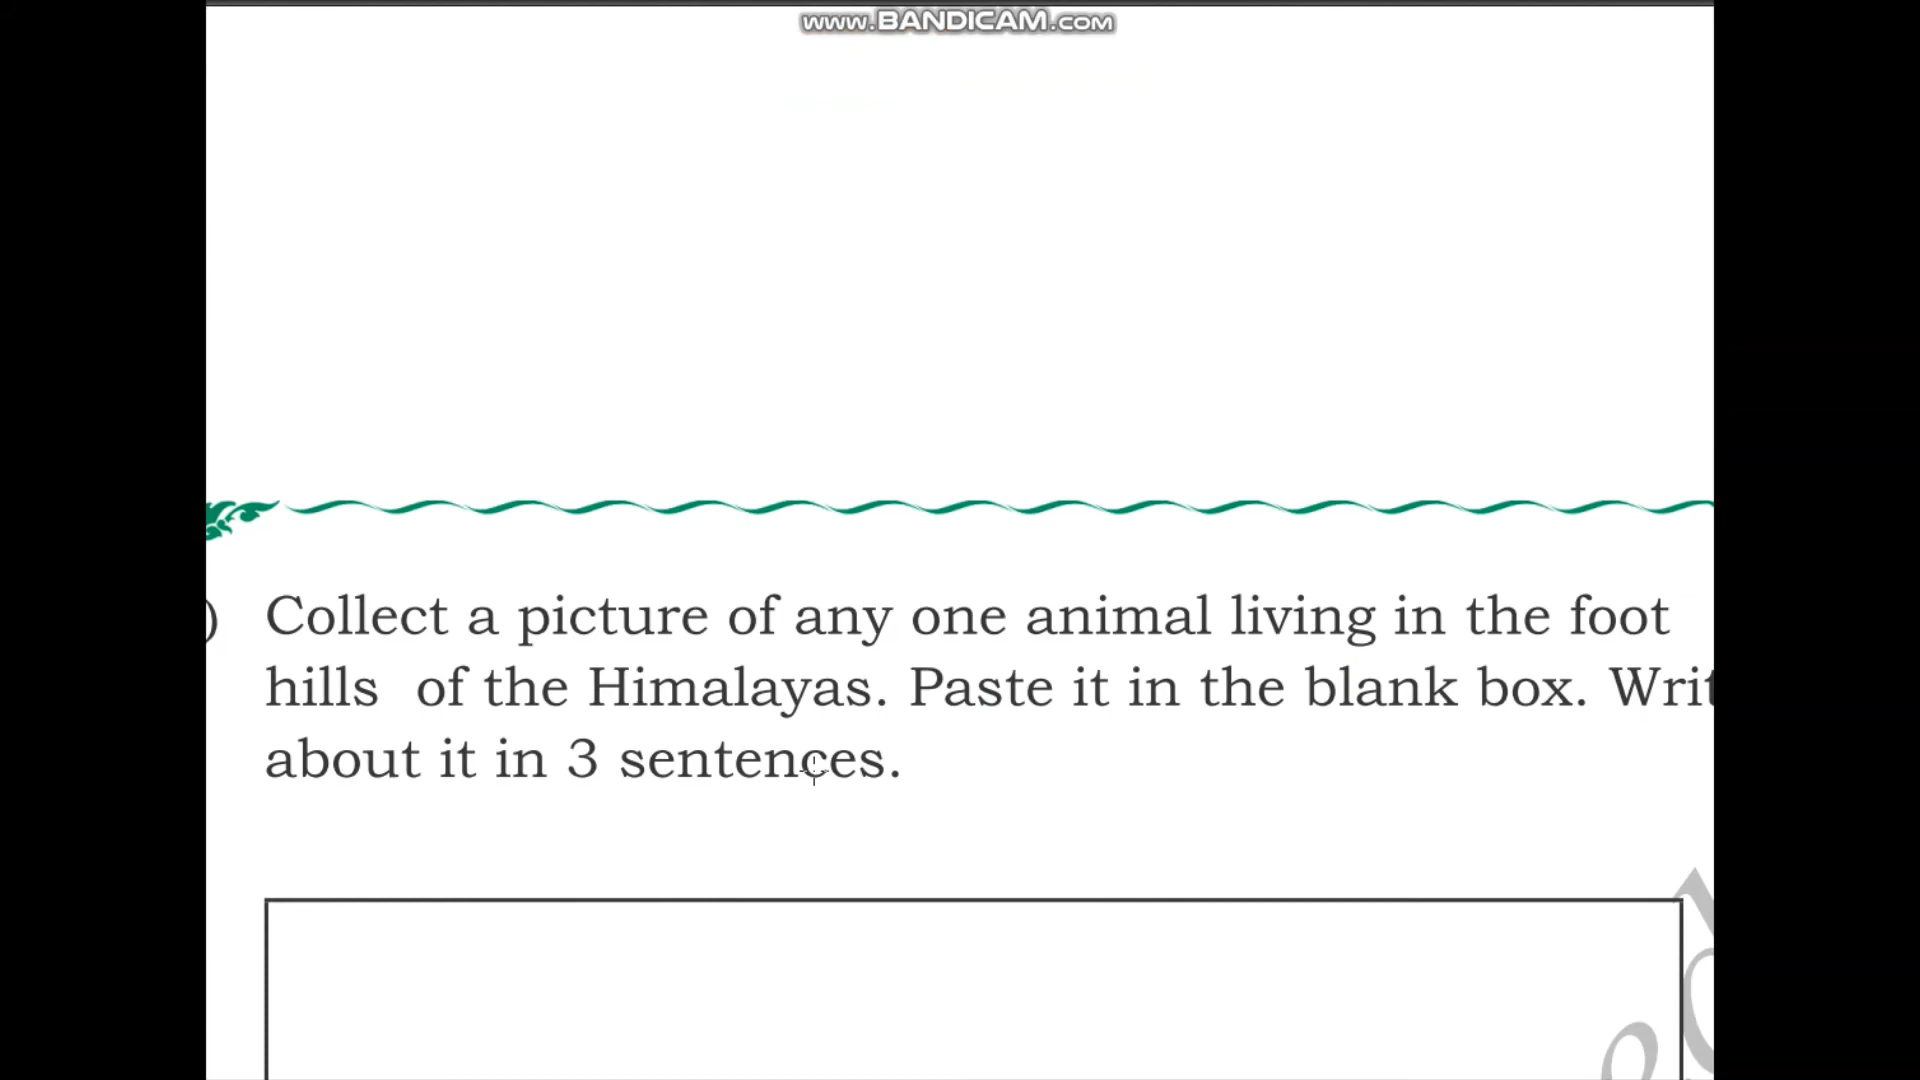 www.BANDICAM.com
) Collect a picture of any one animal living in the foot
hills of the Himalayas. Paste it in the blank box. Writ
about it in 3 sentences.